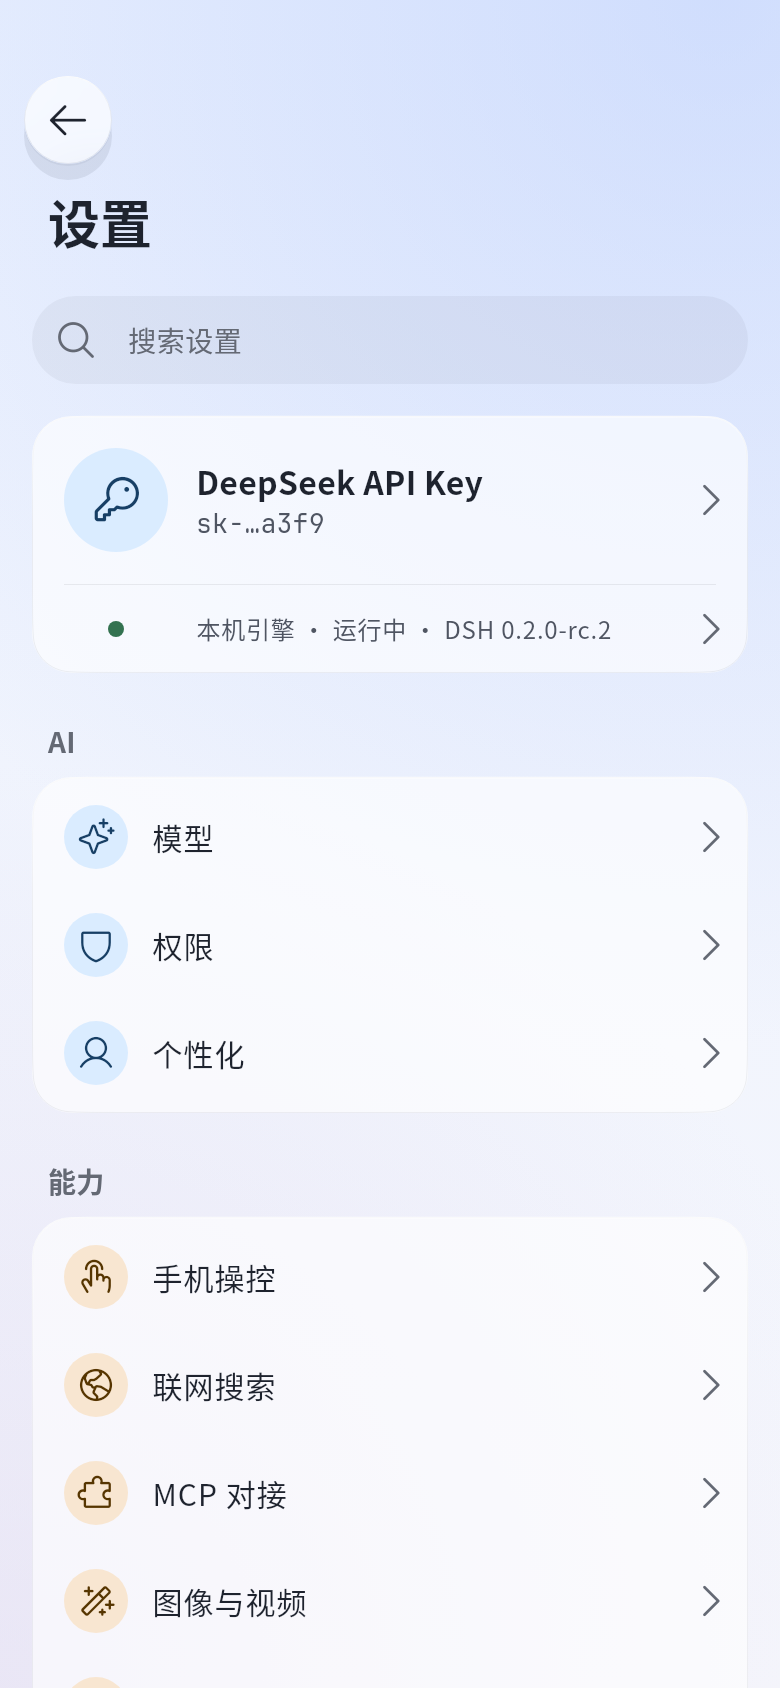 设置
搜索设置
DeepSeek API Key
sk-…a3f9
本机引擎 · 运行中 · DSH 0.2.0-rc.2
AI
模型
权限
个性化
能力
手机操控
联网搜索
MCP 对接
图像与视频